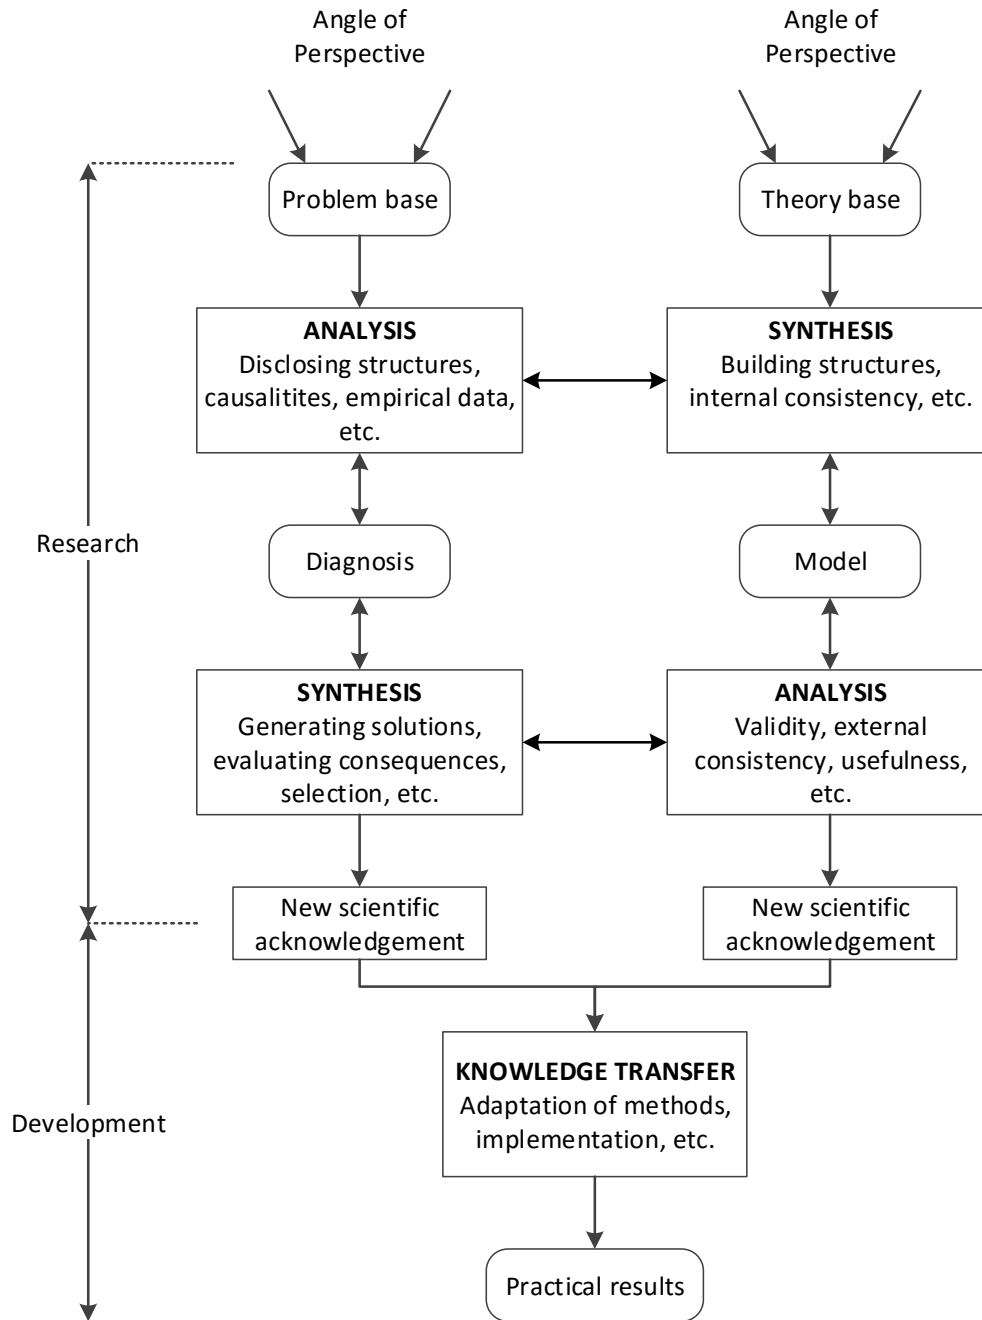 Angle of
Perspective
Angle of
Perspective
Problem base
Theory base
ANALYSIS
Disclosing structures,
causalitites, empirical data,
etc.
SYNTHESIS
Building structures,
internal consistency, etc.
Research
Diagnosis
Model
SYNTHESIS
Generating solutions,
evaluating consequences,
selection, etc.
ANALYSIS
Validity, external
consistency, usefulness,
etc.
New scientific
acknowledgement
New scientific
acknowledgement
KNOWLEDGE TRANSFER
Adaptation of methods,
implementation, etc.
Development
Practical results